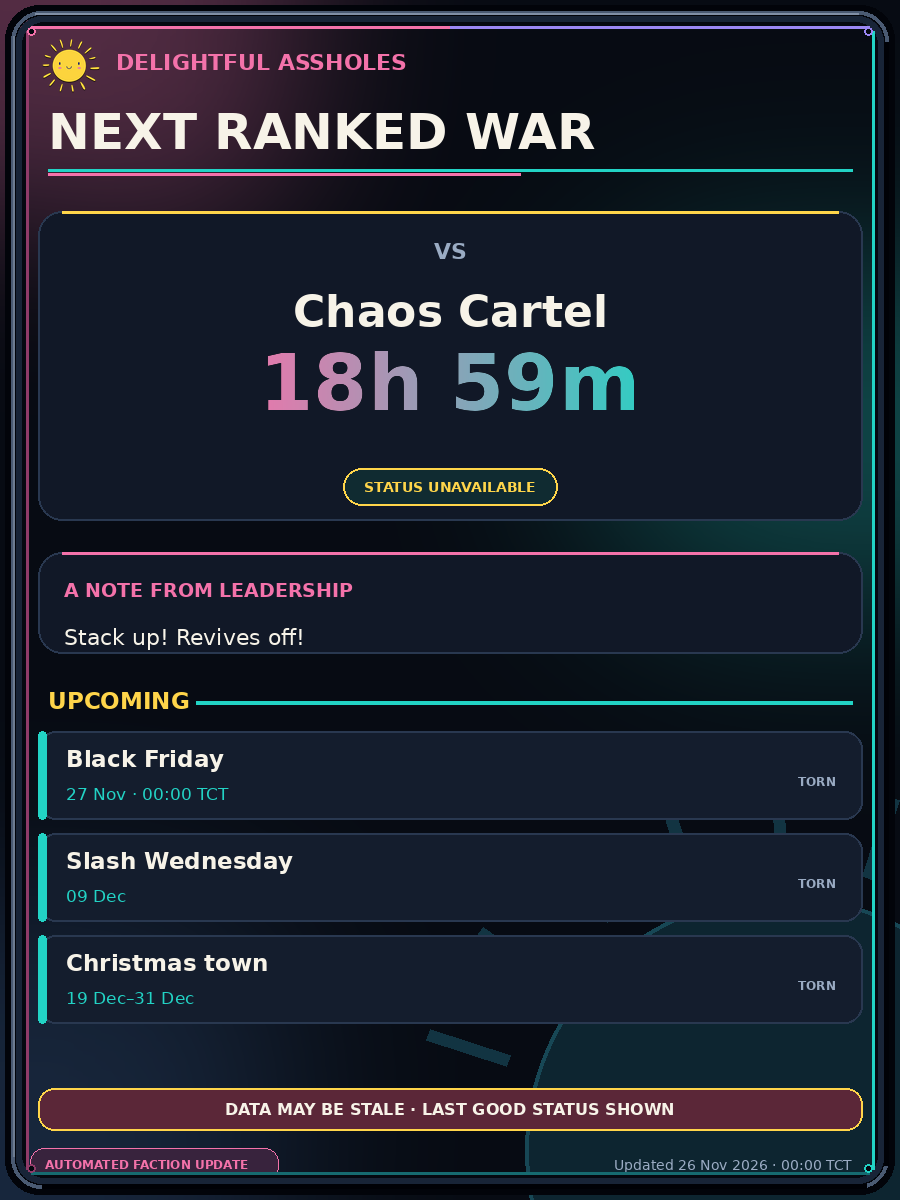 DELIGHTFUL ASSHOLES
NEXT RANKED WAR
VS
Chaos Cartel
18h 59m
STATUS UNAVAILABLE
A NOTE FROM LEADERSHIP
Stack up! Revives off!
UPCOMING
Black Friday
27 Nov · 00:00 TCT
TORN
Slash Wednesday
09 Dec
TORN
Christmas town
19 Dec–31 Dec
TORN
DATA MAY BE STALE · LAST GOOD STATUS SHOWN
AUTOMATED FACTION UPDATE
Updated 26 Nov 2026 · 00:00 TCT